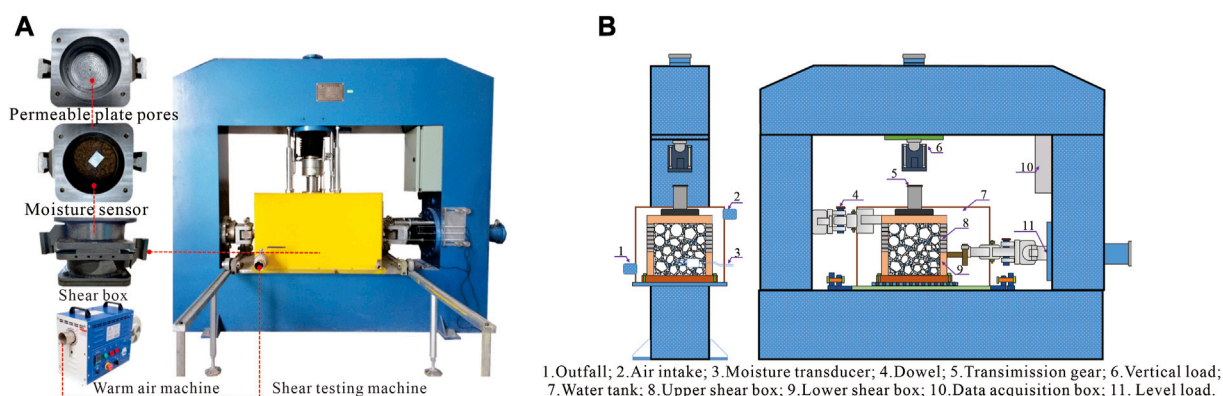 A
Permeable plate pores
Moisture sensor
Shear box
Warm air machine
Shear testing machine
B
6
10
5
4
2
7
8
11
1
3
9
1.Outfall; 2.Air intake; 3.Moisture transducer; 4.Dowel; 5.Transimission gear; 6.Vertical load;
7.Water tank; 8.Upper shear box; 9.Lower shear box; 10.Data acquisition box; 11. Level load.